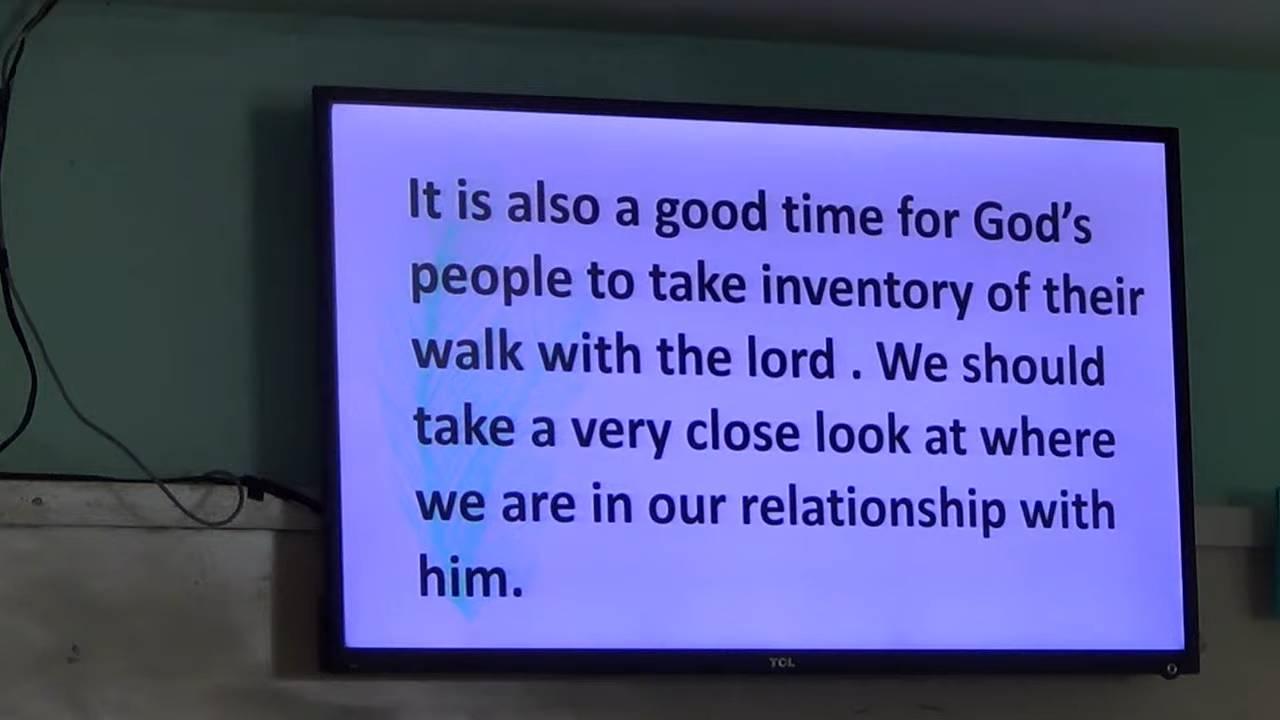 It is also a good time for God's
people to take inventory of their
walk with the lord . We should
take a very close look at where
we are in our relationship with
him.
TCL